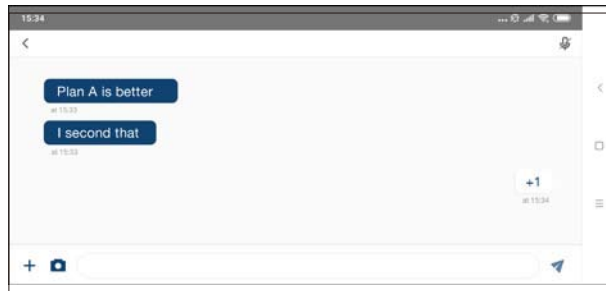 15:34
Plan A is better
at 15:33
I second that
at 15:33
+1
at 15:34